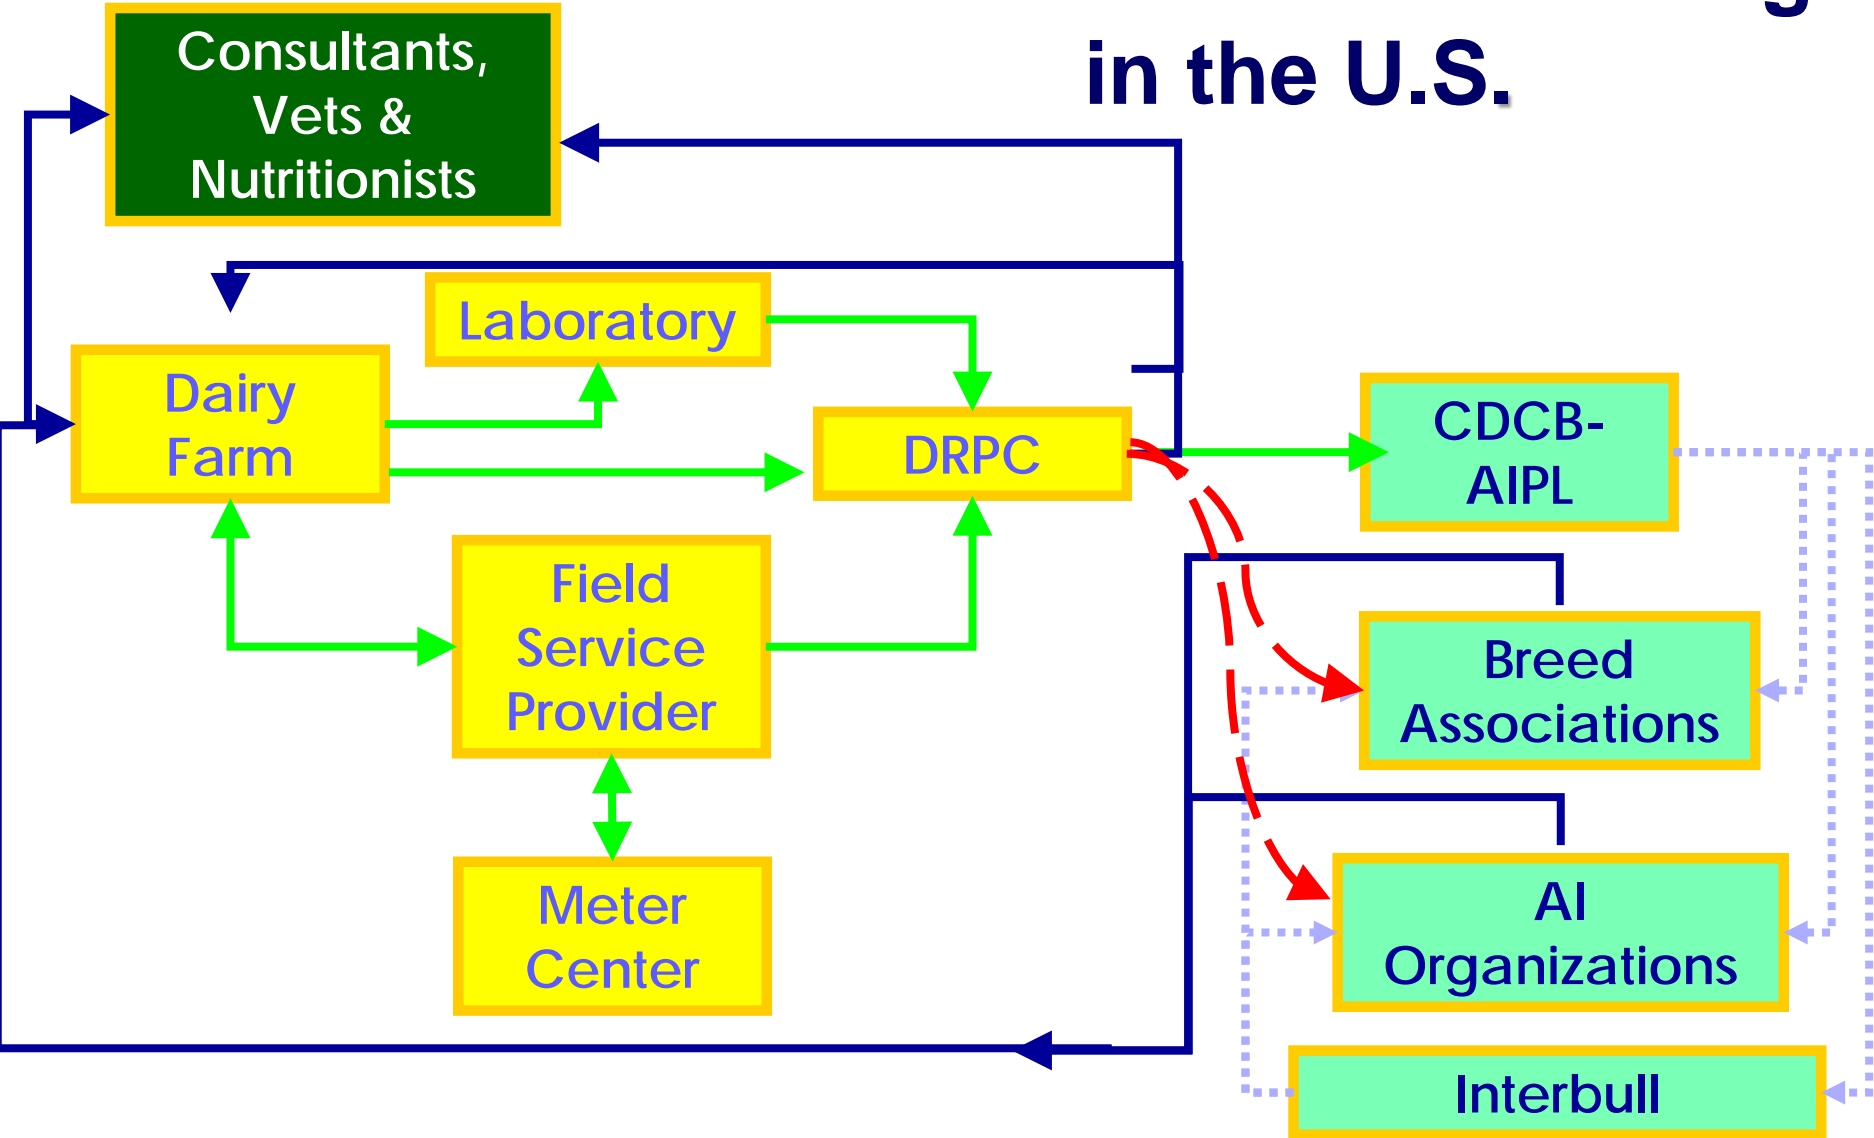 in the U.S.
Consultants,
Vets &
Nutritionists
Laboratory
Dairy
Farm
DRPC
CDCB-
AIPL
Field
Service
Provider
Breed
Associations
Meter
Center
AI
Organizations
Interbull